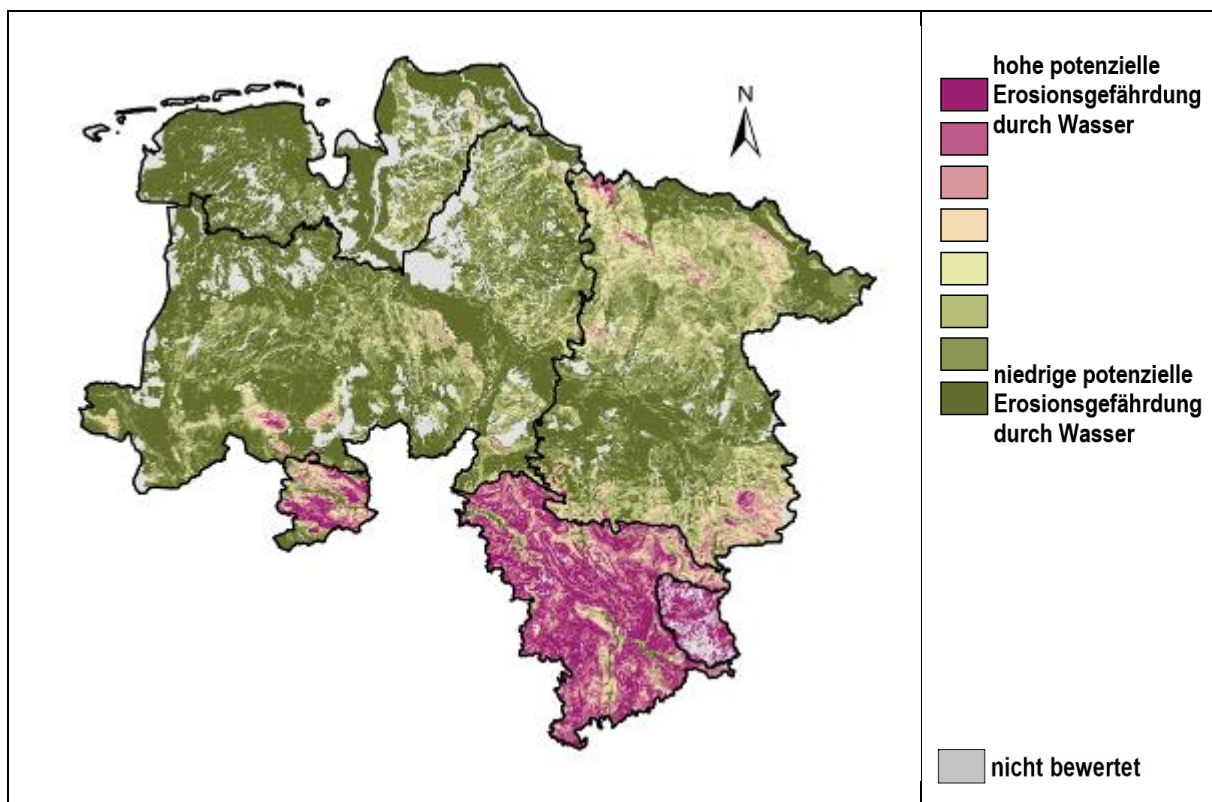 N
hohe potenzielle
Erosionsgefährdung
durch Wasser
niedrige potenzielle
Erosionsgefährdung
durch Wasser
nicht bewertet